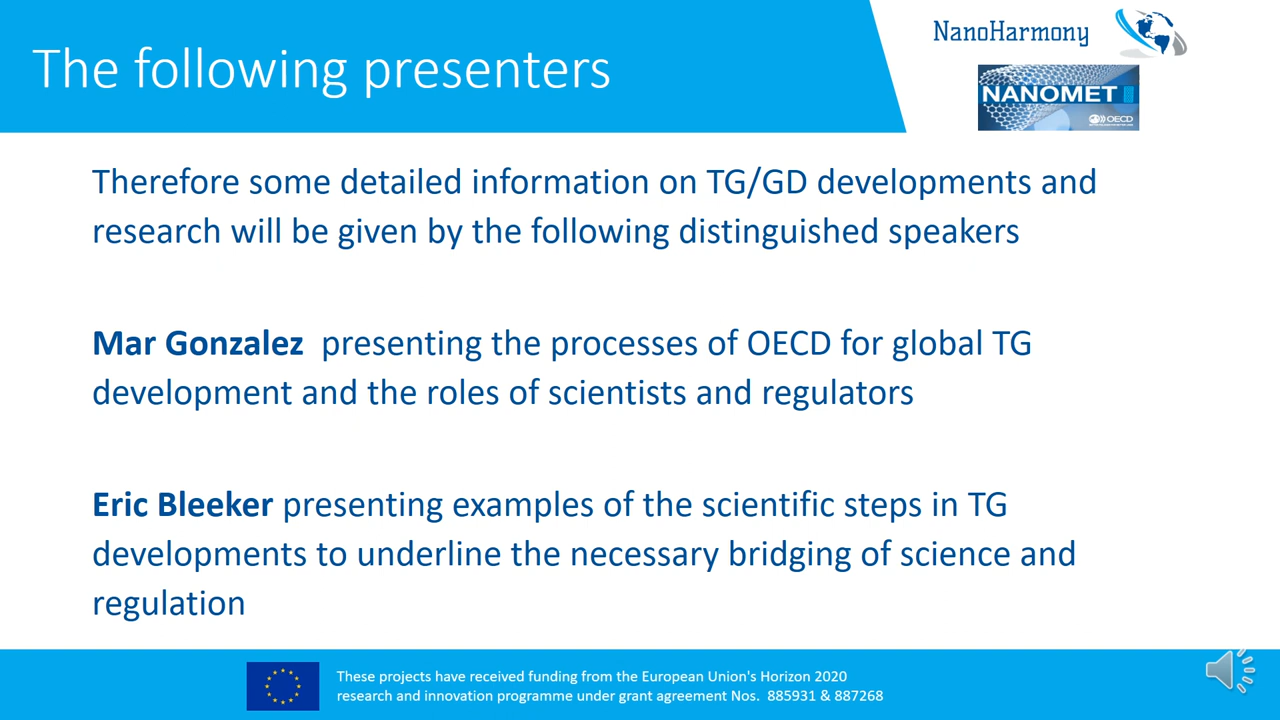 The following presenters
NanoHarmony
NANOMET
OECD
Therefore some detailed information on TG/GD developments and
research will be given by the following distinguished speakers
Mar Gonzalez  presenting the processes of OECD for global TG
development and the roles of scientists and regulators
Eric Bleeker presenting examples of the scientific steps in TG
developments to underline the necessary bridging of science and
regulation
These projects have received funding from the European Union's Horizon 2020
research and innovation programme under grant agreement Nos.  885931 & 887268